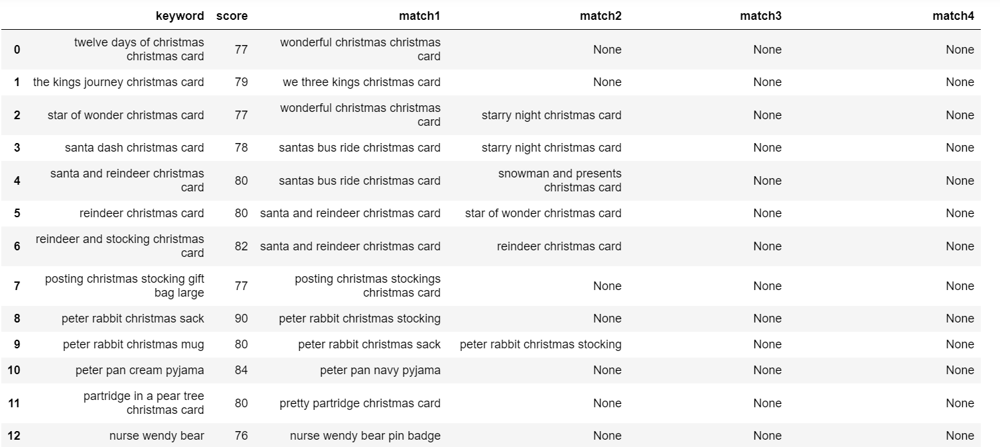 keyword score match1 match2 match3 match4
0 twelve days of christmas christmas card 77 wonderful christmas christmas card None None None
1 the kings journey christmas card 79 we three kings christmas card None None None
2 star of wonder christmas card 77 wonderful christmas christmas card starry night christmas card None None
3 santa dash christmas card 78 santas bus ride christmas card starry night christmas card None None
4 santa and reindeer christmas card 80 santas bus ride christmas card snowman and presents christmas card None None
5 reindeer christmas card 80 santa and reindeer christmas card star of wonder christmas card None None
6 reindeer and stocking christmas card 82 santa and reindeer christmas card reindeer christmas card None None
7 posting christmas stocking gift bag large 77 posting christmas stockings christmas card None None None
8 peter rabbit christmas sack 90 peter rabbit christmas stocking None None None
9 peter rabbit christmas mug 80 peter rabbit christmas sack peter rabbit christmas stocking None None
10 peter pan cream pyjama 84 peter pan navy pyjama None None None
11 partridge in a pear tree christmas card 80 pretty partridge christmas card None None None
12 nurse wendy bear 76 nurse wendy bear pin badge None None None